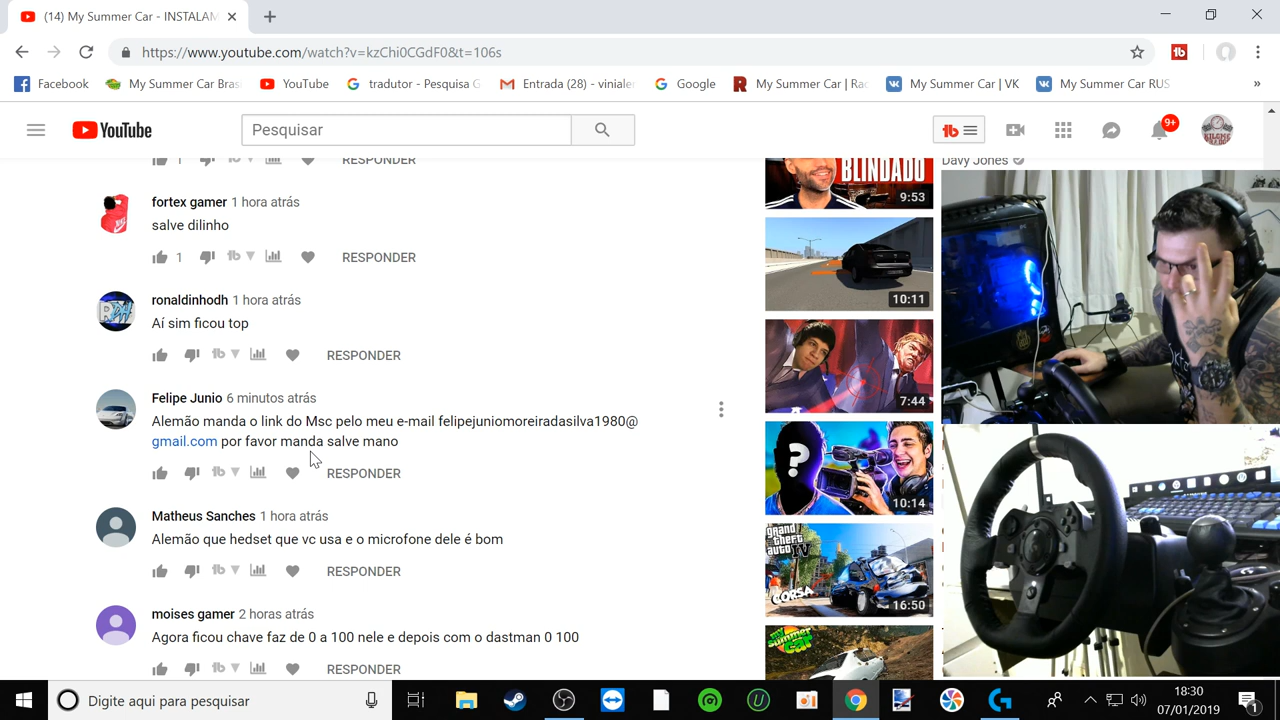 (14) My Summer Car - INSTALAM
https://www.youtube.com/watch?v=kzChi0CGdF0&t=106s
Facebook
My Summer Car Bras
YouTube
tradutor - Pesquisa G
Entrada (28) - vinialer
Google
My Summer Car | Rac
My Summer Car | VK
My Summer Car RUS
YouTube
Pesquisar
9+
1
RESPONDER
fortex gamer 1 hora atrás
salve dilinho
1
RESPONDER
ronaldinhodh 1 hora atrás
Aí sim ficou top
RESPONDER
Felipe Junio 6 minutos atrás
Alemão manda o link do Msc pelo meu e-mail felipejuniomoreiradasilva1980@
gmail.com por favor manda salve mano
RESPONDER
Matheus Sanches 1 hora atrás
Alemão que hedset que vc usa e o microfone dele é bom
RESPONDER
moises gamer 2 horas atrás
Agora ficou chave faz de 0 a 100 nele e depois com o dastman 0 100
RESPONDER
Davy Jones
BLINDADO
9:53
10:11
7:44
?
10:14
grand
theft
auto IV
CORSA
16:50
my
summer
car
Digite aqui para pesquisar
18:30
07/01/2019
1